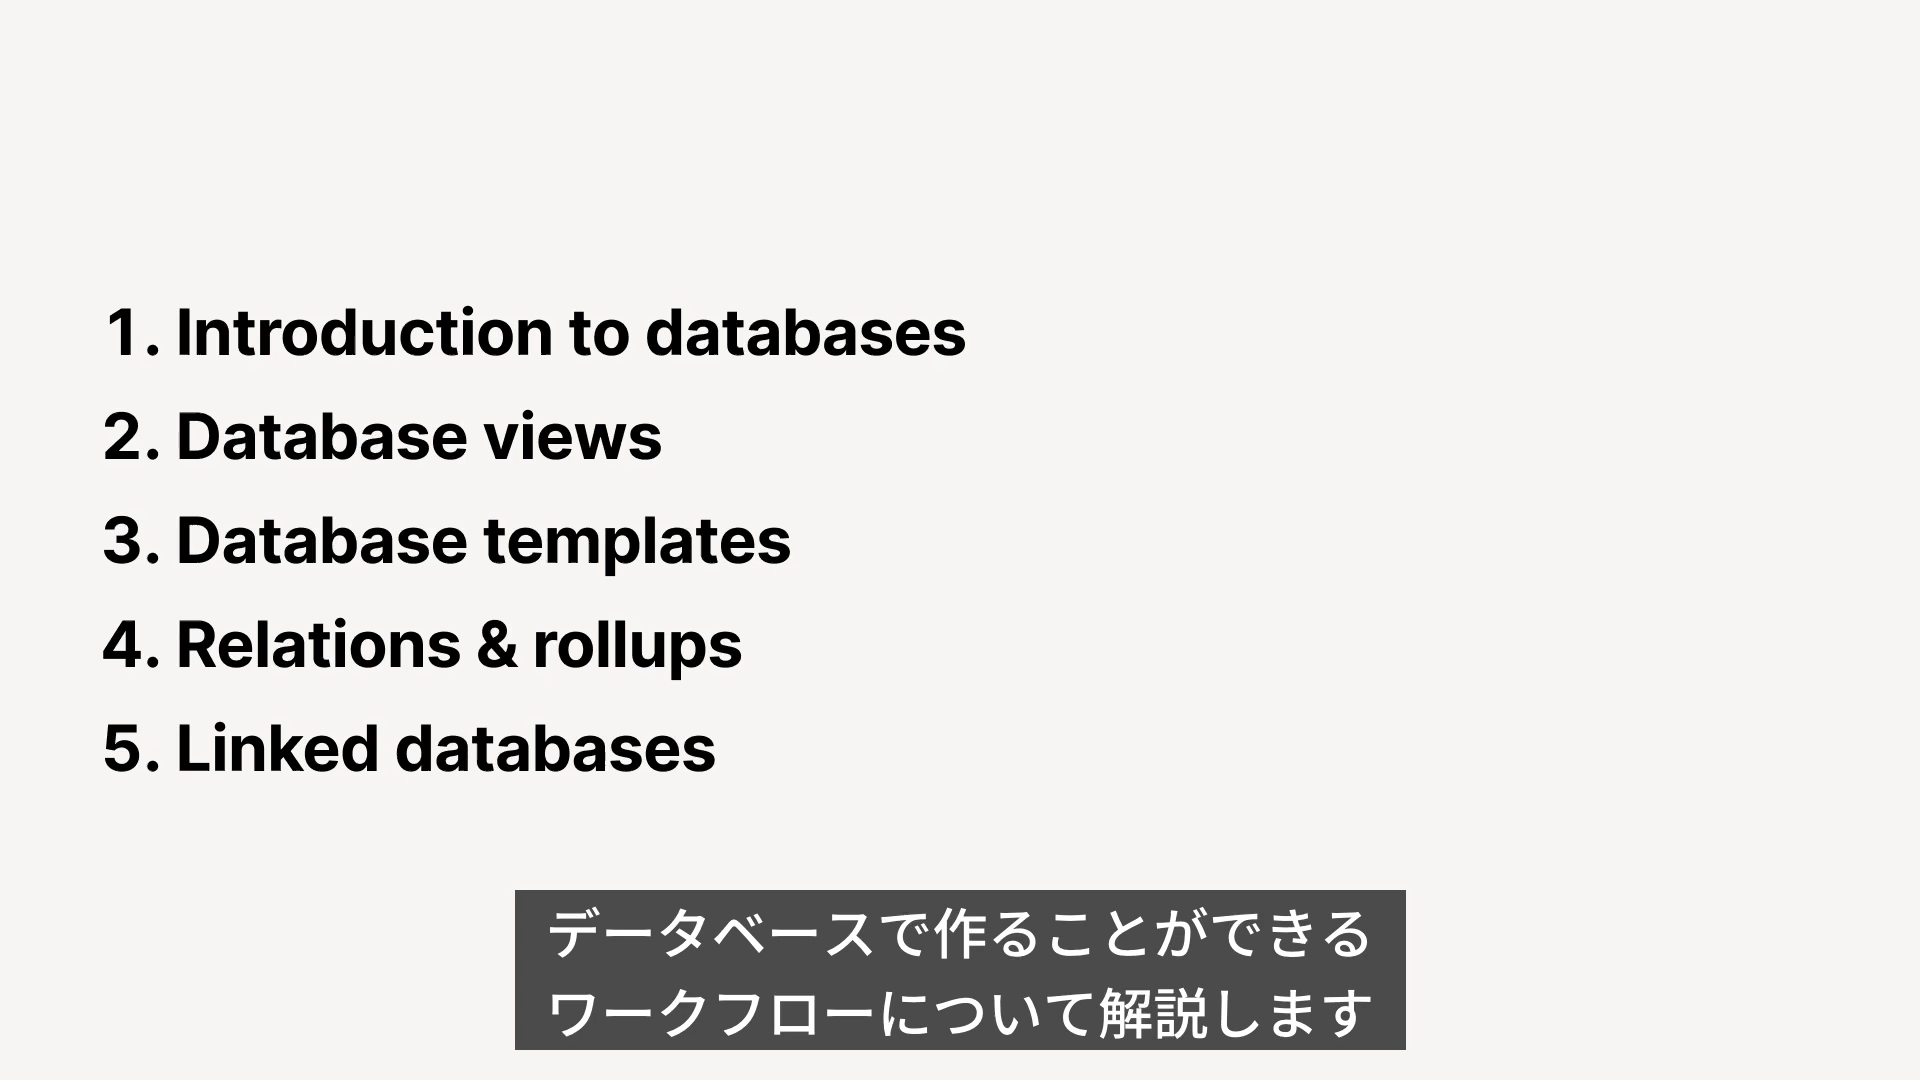 1. Introduction to databases
2. Database views
3. Database templates
4. Relations & rollups
5. Linked databases
データベースで作ることができる
ワークフローについて解説します